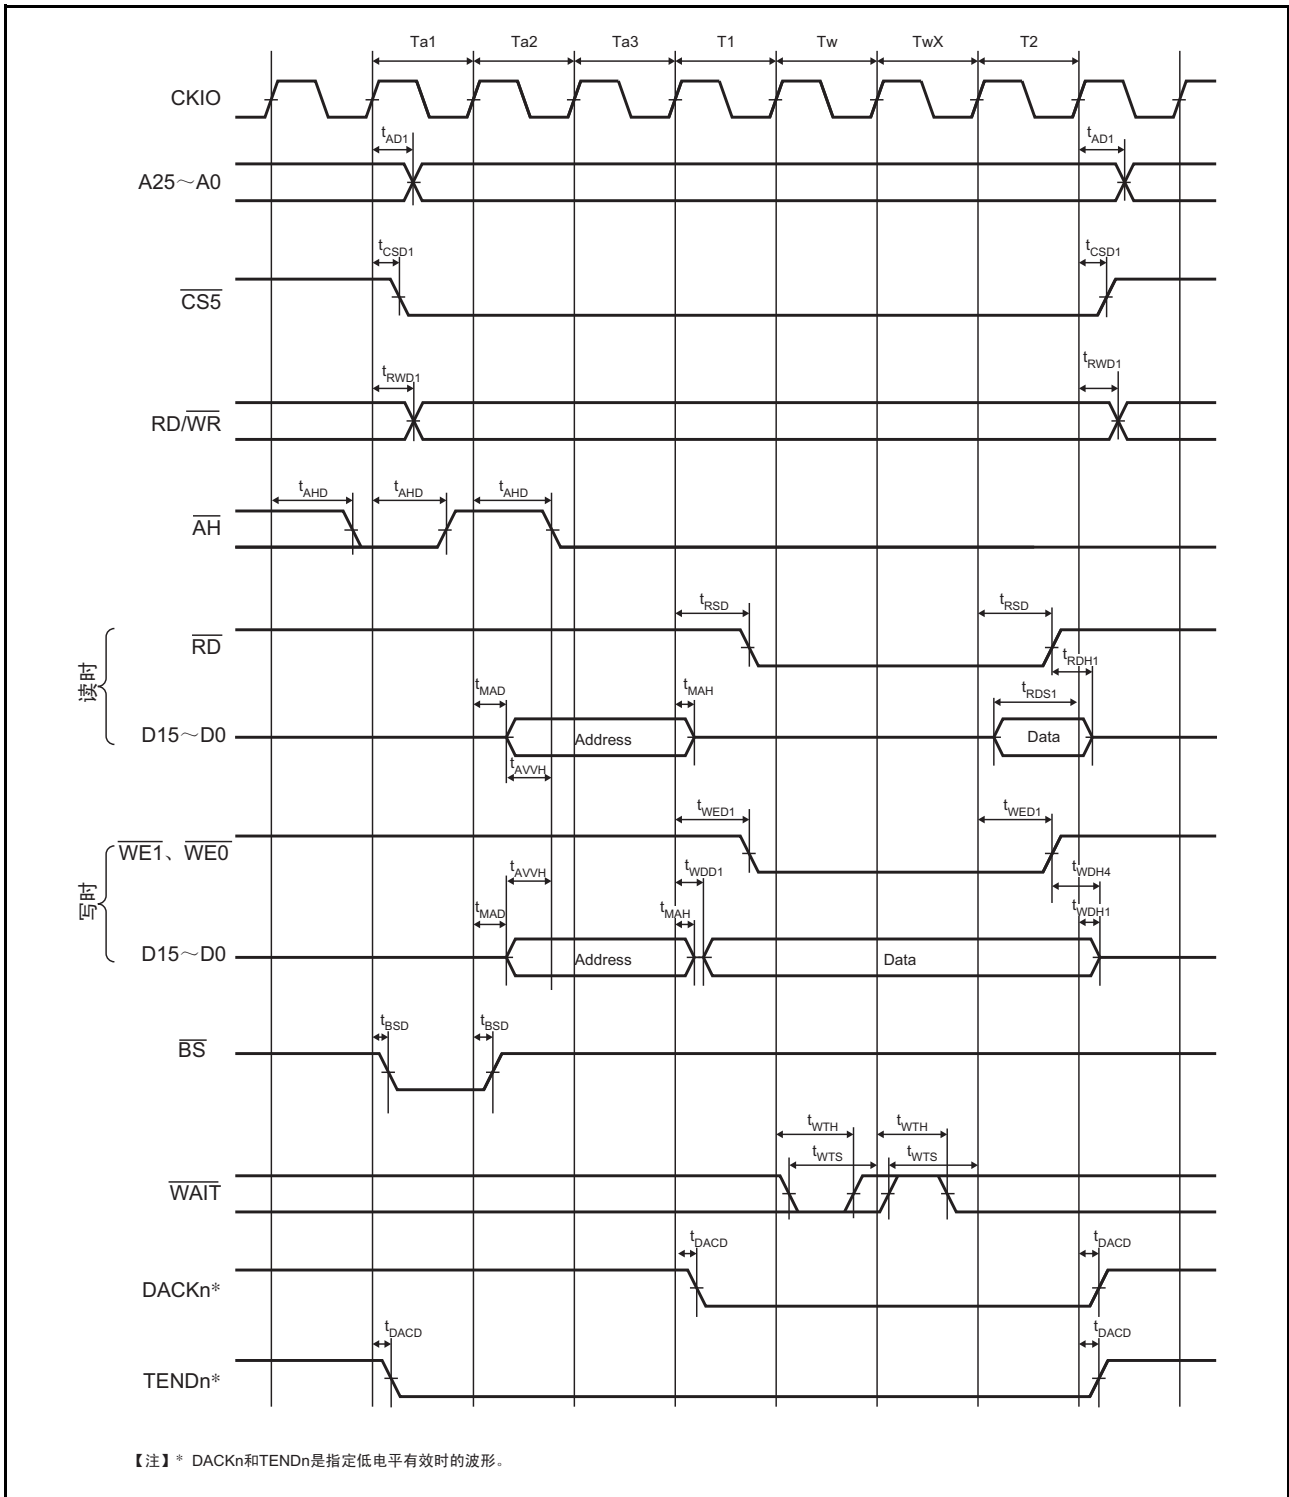 Ta1 Ta2 Ta3 T1 Tw TwX T2
CKIO
tAD1 tAD1
A25～A0
tCSD1 tCSD1
CS5
tRWD1 tRWD1
RD/WR
tAHD tAHD tAHD
AH
tRSD tRSD
RD
tRDH1
读时
tMAD tMAH tRDS1
D15～D0 Address Data
tAVVH
tWED1 tWED1
WE1、WE0
tAVVH tWDD1 tWDH4
写时
tMAD tMAH tWDH1
D15～D0 Address Data
tBSD tBSD
BS
tWTH tWTH
tWTS tWTS
WAIT
tDACD tDACD
DACKn*
tDACD tDACD
TENDn*
【注】* DACKn和TENDn是指定低电平有效时的波形。